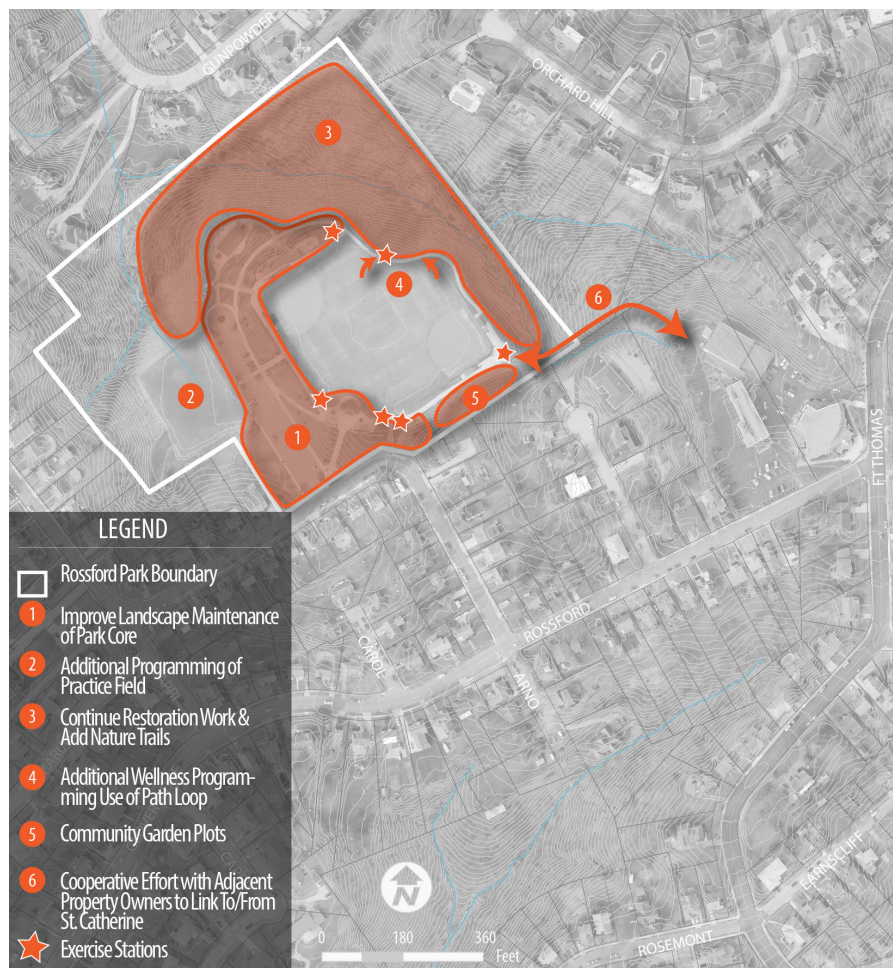 GUNPOWDER
ORCHARD HILL
3
4
6
2
5
1
FT THOMAS
ROSSFORD
CAROL
ARNO
EARNSCLIFF
ROSEMONT
LEGEND
Rossford Park Boundary
1 Improve Landscape Maintenance
of Park Core
2 Additional Programming of
Practice Field
3 Continue Restoration Work &
Add Nature Trails
4 Additional Wellness Program-
ming Use of Path Loop
5 Community Garden Plots
6 Cooperative Effort with Adjacent
Property Owners to Link To/From
St. Catherine
Exercise Stations
N
0 180 360
Feet